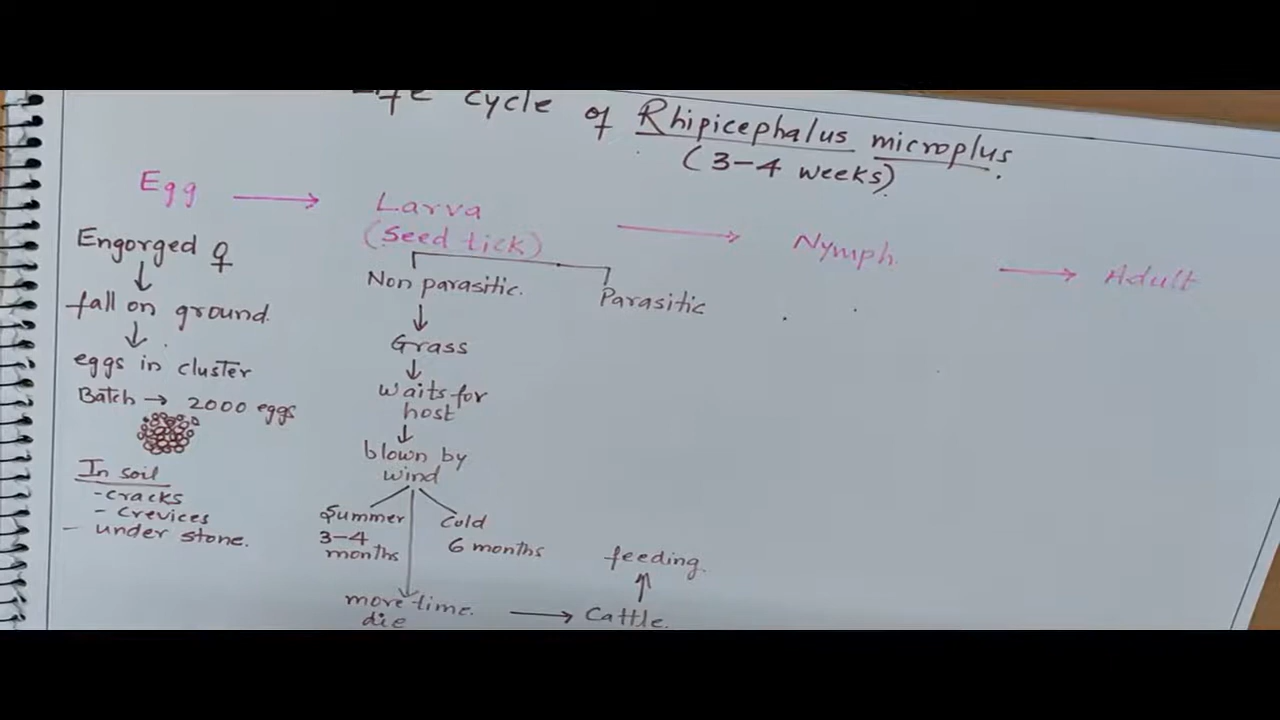 Life cycle of Rhipicephalus microplus.
(3-4 weeks)
Egg → Larva → Nymph → Adult
(Seed tick)
Engorged ♀
↓
fall on ground
↓
eggs in cluster
Batch → 2000 eggs
In soil
- cracks
- crevices
- under stone.
Non parasitic.
↓
Grass
↓
waits for
host
↓
blown by
wind
Summer
3-4
months
Cold
6 months
more time.
die
→ Cattle.
↑
feeding.
Parasitic